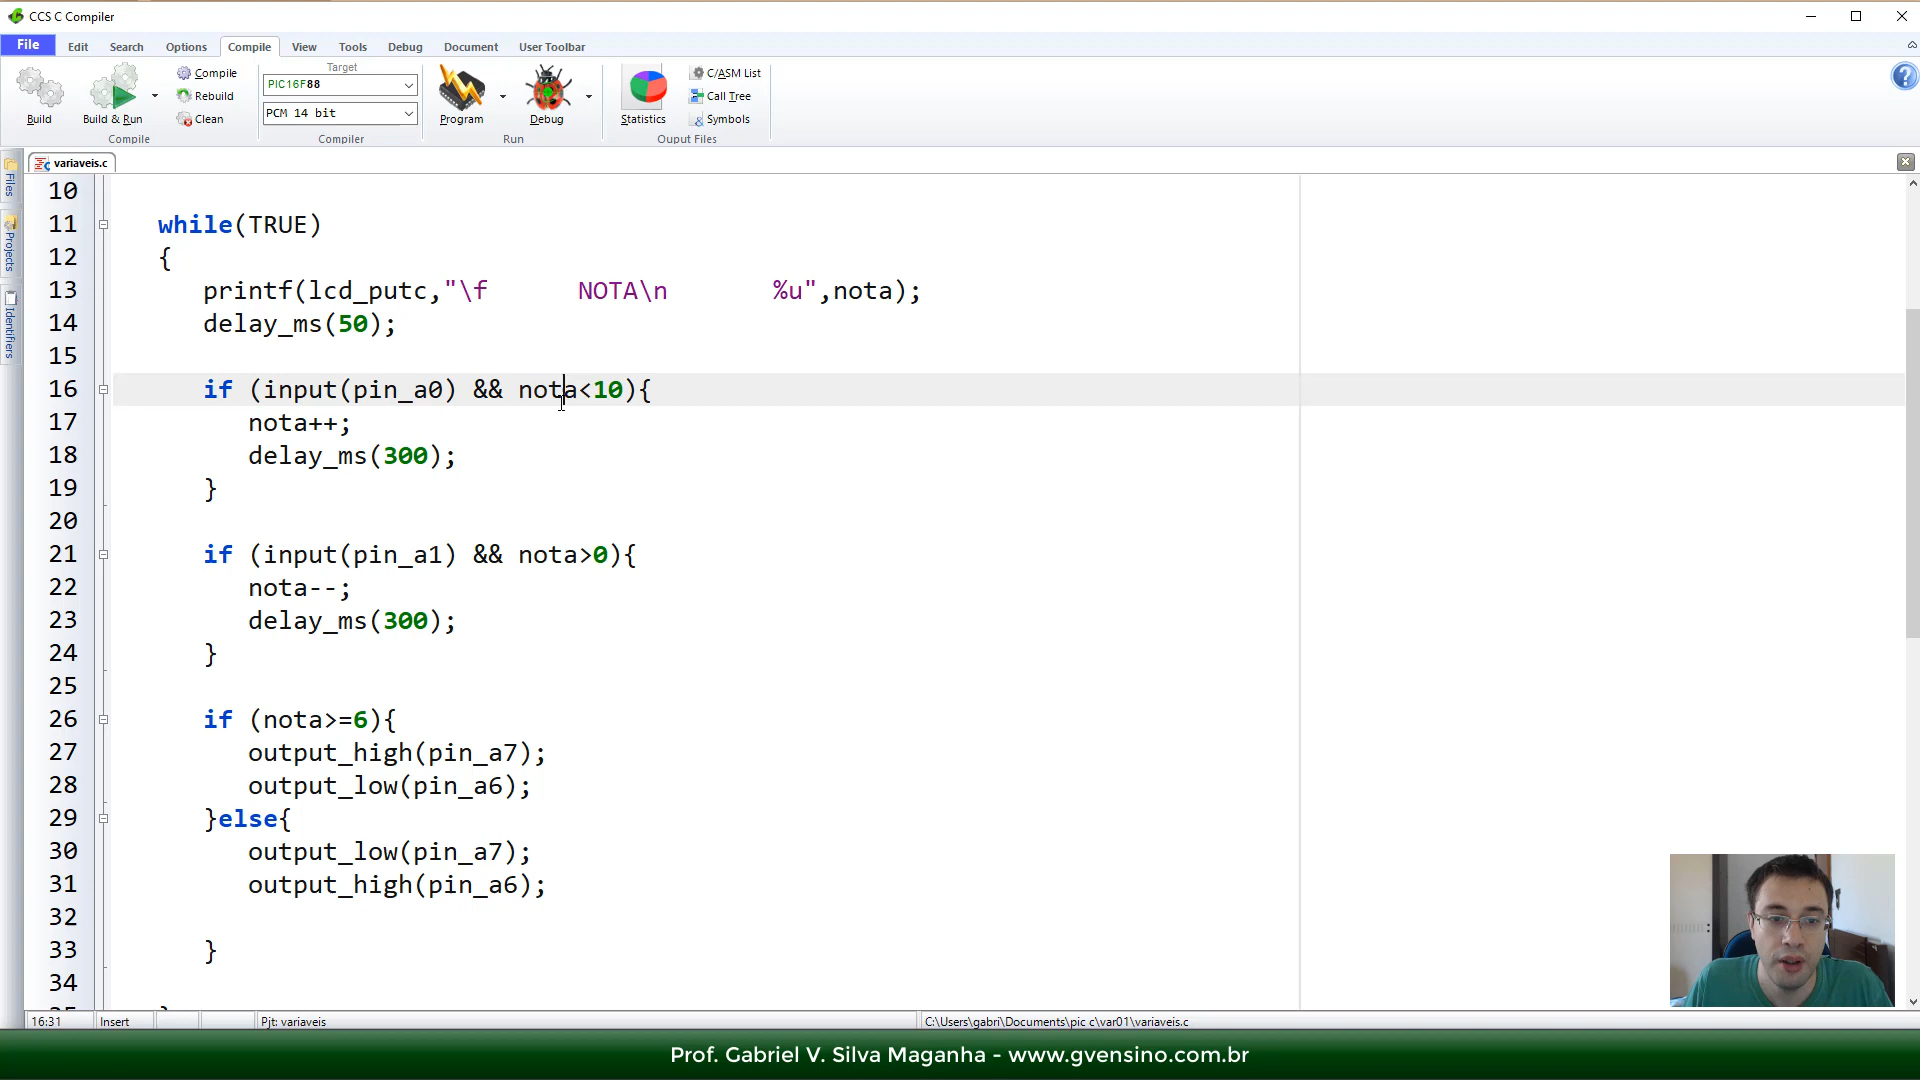 CCS C Compiler
File Edit Search Options Compile View Tools Debug Document User Toolbar
Build
Build & Run
Compile
Rebuild
Clean
Compile
Target
PIC16F88
PCM 14 bit
Compiler
Program
Debug
Run
Statistics
C/ASM List
Call Tree
Symbols
Ouput Files
variaveis.c
Files
Projects
Identifiers
10
11 while(TRUE)
12 {
13 printf(lcd_putc,"\f      NOTA\n       %u",nota);
14 delay_ms(50);
15
16 if (input(pin_a0) && nota<10){
17 nota++;
18 delay_ms(300);
19 }
20
21 if (input(pin_a1) && nota>0){
22 nota--;
23 delay_ms(300);
24 }
25
26 if (nota>=6){
27 output_high(pin_a7);
28 output_low(pin_a6);
29 }else{
30 output_low(pin_a7);
31 output_high(pin_a6);
32
33 }
34
16:31 Insert Pjt: variaveis C:\Users\gabri\Documents\pic c\var01\variaveis.c
Prof. Gabriel V. Silva Maganha - www.gvensino.com.br